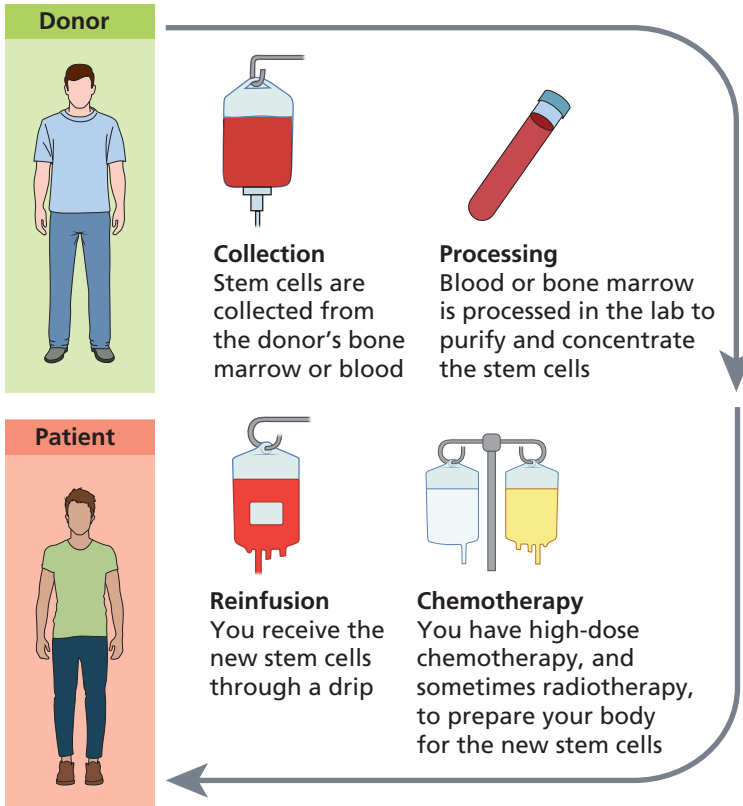 Donor
Collection
Stem cells are
collected from
the donor’s bone
marrow or blood
Processing
Blood or bone marrow
is processed in the lab to
purify and concentrate
the stem cells
Patient
Reinfusion
You receive the
new stem cells
through a drip
Chemotherapy
You have high-dose
chemotherapy, and
sometimes radiotherapy,
to prepare your body
for the new stem cells